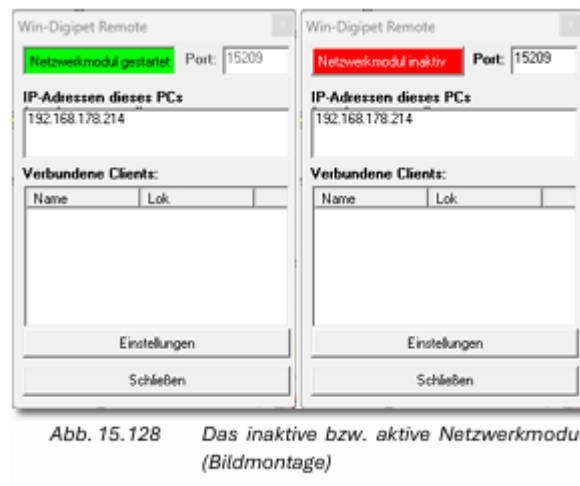 Win-Digipet Remote
Netzwerkmodul gestartet Port: 15209
IP-Adressen dieses PCs
192.168.178.214
Verbundene Clients:
Name Lok
Einstellungen
Schließen
Win-Digipet Remote
Netzwerkmodul inaktiv Port: 15209
IP-Adressen dieses PCs
192.168.178.214
Verbundene Clients:
Name Lok
Einstellungen
Schließen
Abb. 15.128 Das inaktive bzw. aktive Netzwerkmodu
(Bildmontage)